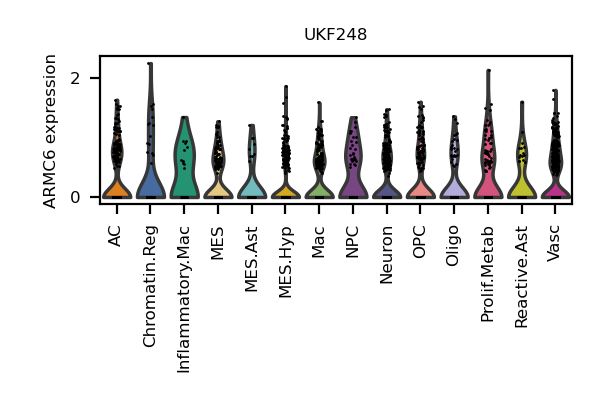 UKF248
ARMC6 expression
2
0
AC
Chromatin.Reg
Inflammatory.Mac
MES
MES.Ast
MES.Hyp
Mac
NPC
Neuron
OPC
Oligo
Prolif.Metab
Reactive.Ast
Vasc